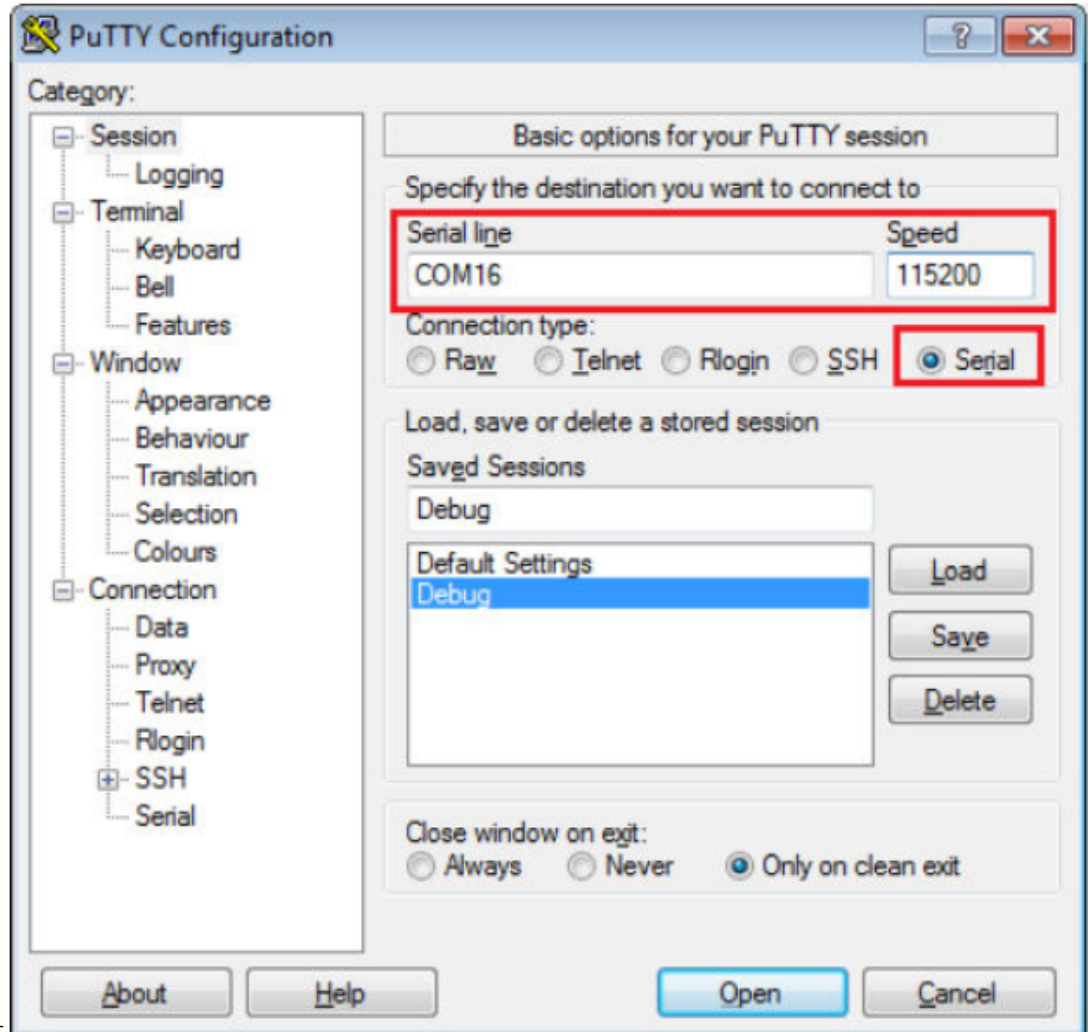 PuTTY Configuration
Category:
Session
Logging
Terminal
Keyboard
Bell
Features
Window
Appearance
Behaviour
Translation
Selection
Colours
Connection
Data
Proxy
Telnet
Rlogin
SSH
Serial
Basic options for your PuTTY session
Specify the destination you want to connect to
Serial line Speed
COM16 115200
Connection type:
Raw Telnet Rlogin SSH Serial
Load, save or delete a stored session
Saved Sessions
Debug
Default Settings
Debug
Load
Save
Delete
Close window on exit:
Always Never Only on clean exit
About Help Open Cancel